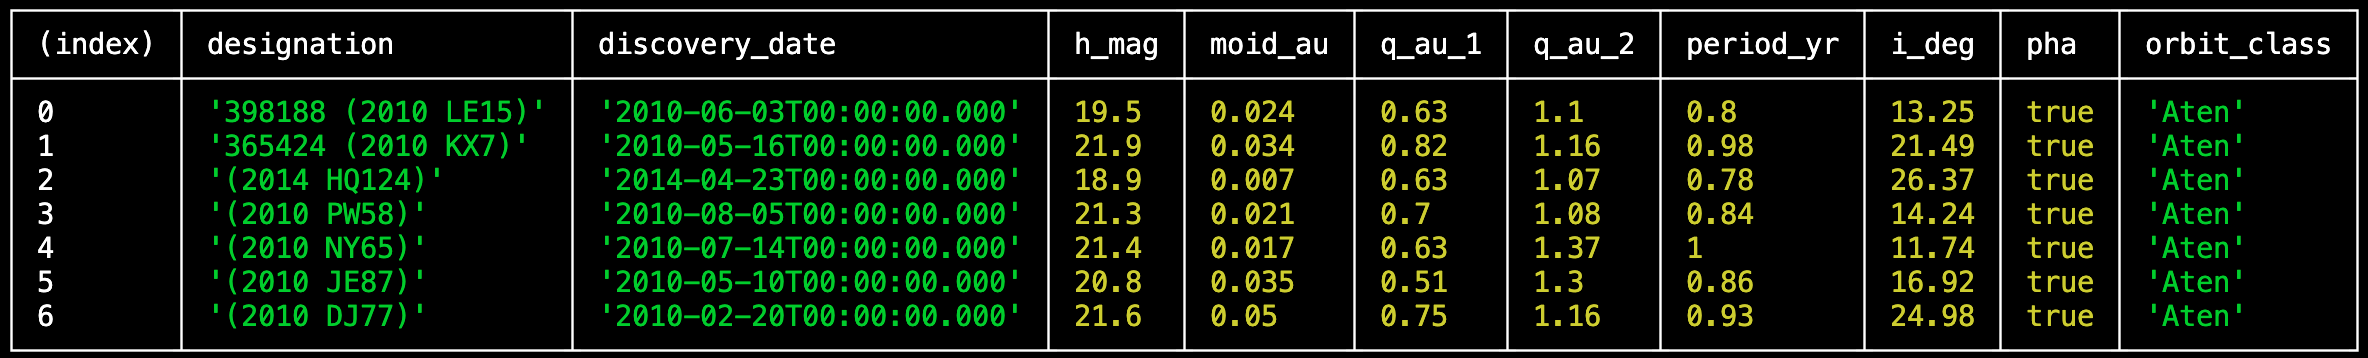 (index) designation discovery_date h_mag moid_au q_au_1 q_au_2 period_yr i_deg pha orbit_class
0 '398188 (2010 LE15)' '2010-06-03T00:00:00.000' 19.5 0.024 0.63 1.1 0.8 13.25 true 'Aten'
1 '365424 (2010 KX7)' '2010-05-16T00:00:00.000' 21.9 0.034 0.82 1.16 0.98 21.49 true 'Aten'
2 '(2014 HQ124)' '2014-04-23T00:00:00.000' 18.9 0.007 0.63 1.07 0.78 26.37 true 'Aten'
3 '(2010 PW58)' '2010-08-05T00:00:00.000' 21.3 0.021 0.7 1.08 0.84 14.24 true 'Aten'
4 '(2010 NY65)' '2010-07-14T00:00:00.000' 21.4 0.017 0.63 1.37 1 11.74 true 'Aten'
5 '(2010 JE87)' '2010-05-10T00:00:00.000' 20.8 0.035 0.51 1.3 0.86 16.92 true 'Aten'
6 '(2010 DJ77)' '2010-02-20T00:00:00.000' 21.6 0.05 0.75 1.16 0.93 24.98 true 'Aten'